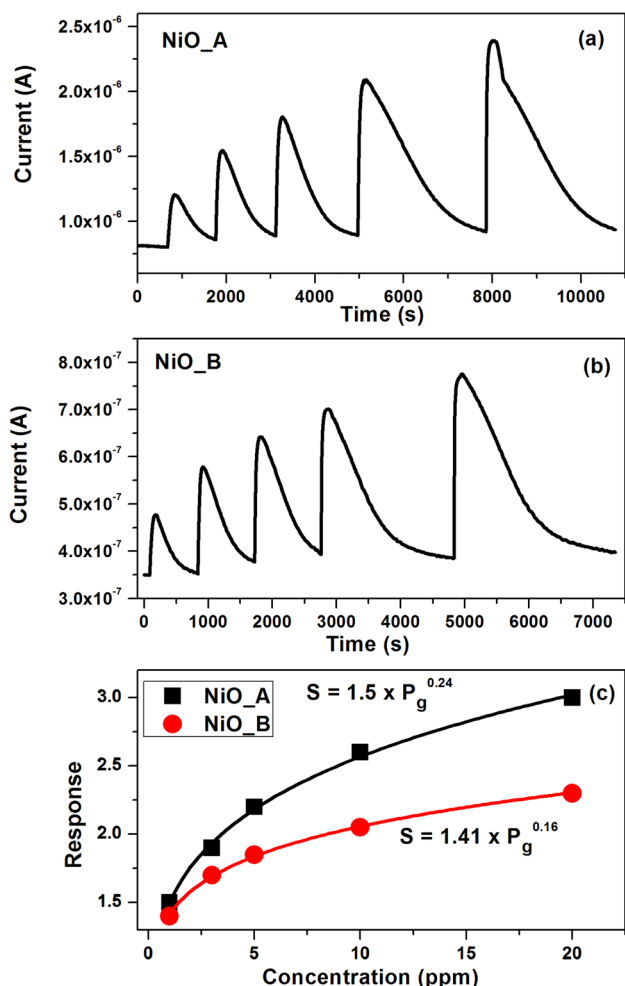 NiO_A
(a)
2.5x10⁻⁶
2.0x10⁻⁶
1.5x10⁻⁶
1.0x10⁻⁶
Current (A)
0 2000 4000 6000 8000 10000
Time (s)
NiO_B
(b)
8.0x10⁻⁷
7.0x10⁻⁷
6.0x10⁻⁷
5.0x10⁻⁷
4.0x10⁻⁷
3.0x10⁻⁷
Current (A)
0 1000 2000 3000 4000 5000 6000 7000
Time (s)
NiO_A
NiO_B
S = 1.5 x Pg^0.24
(c)
S = 1.41 x Pg^0.16
3.0
2.5
2.0
1.5
Response
0 5 10 15 20
Concentration (ppm)